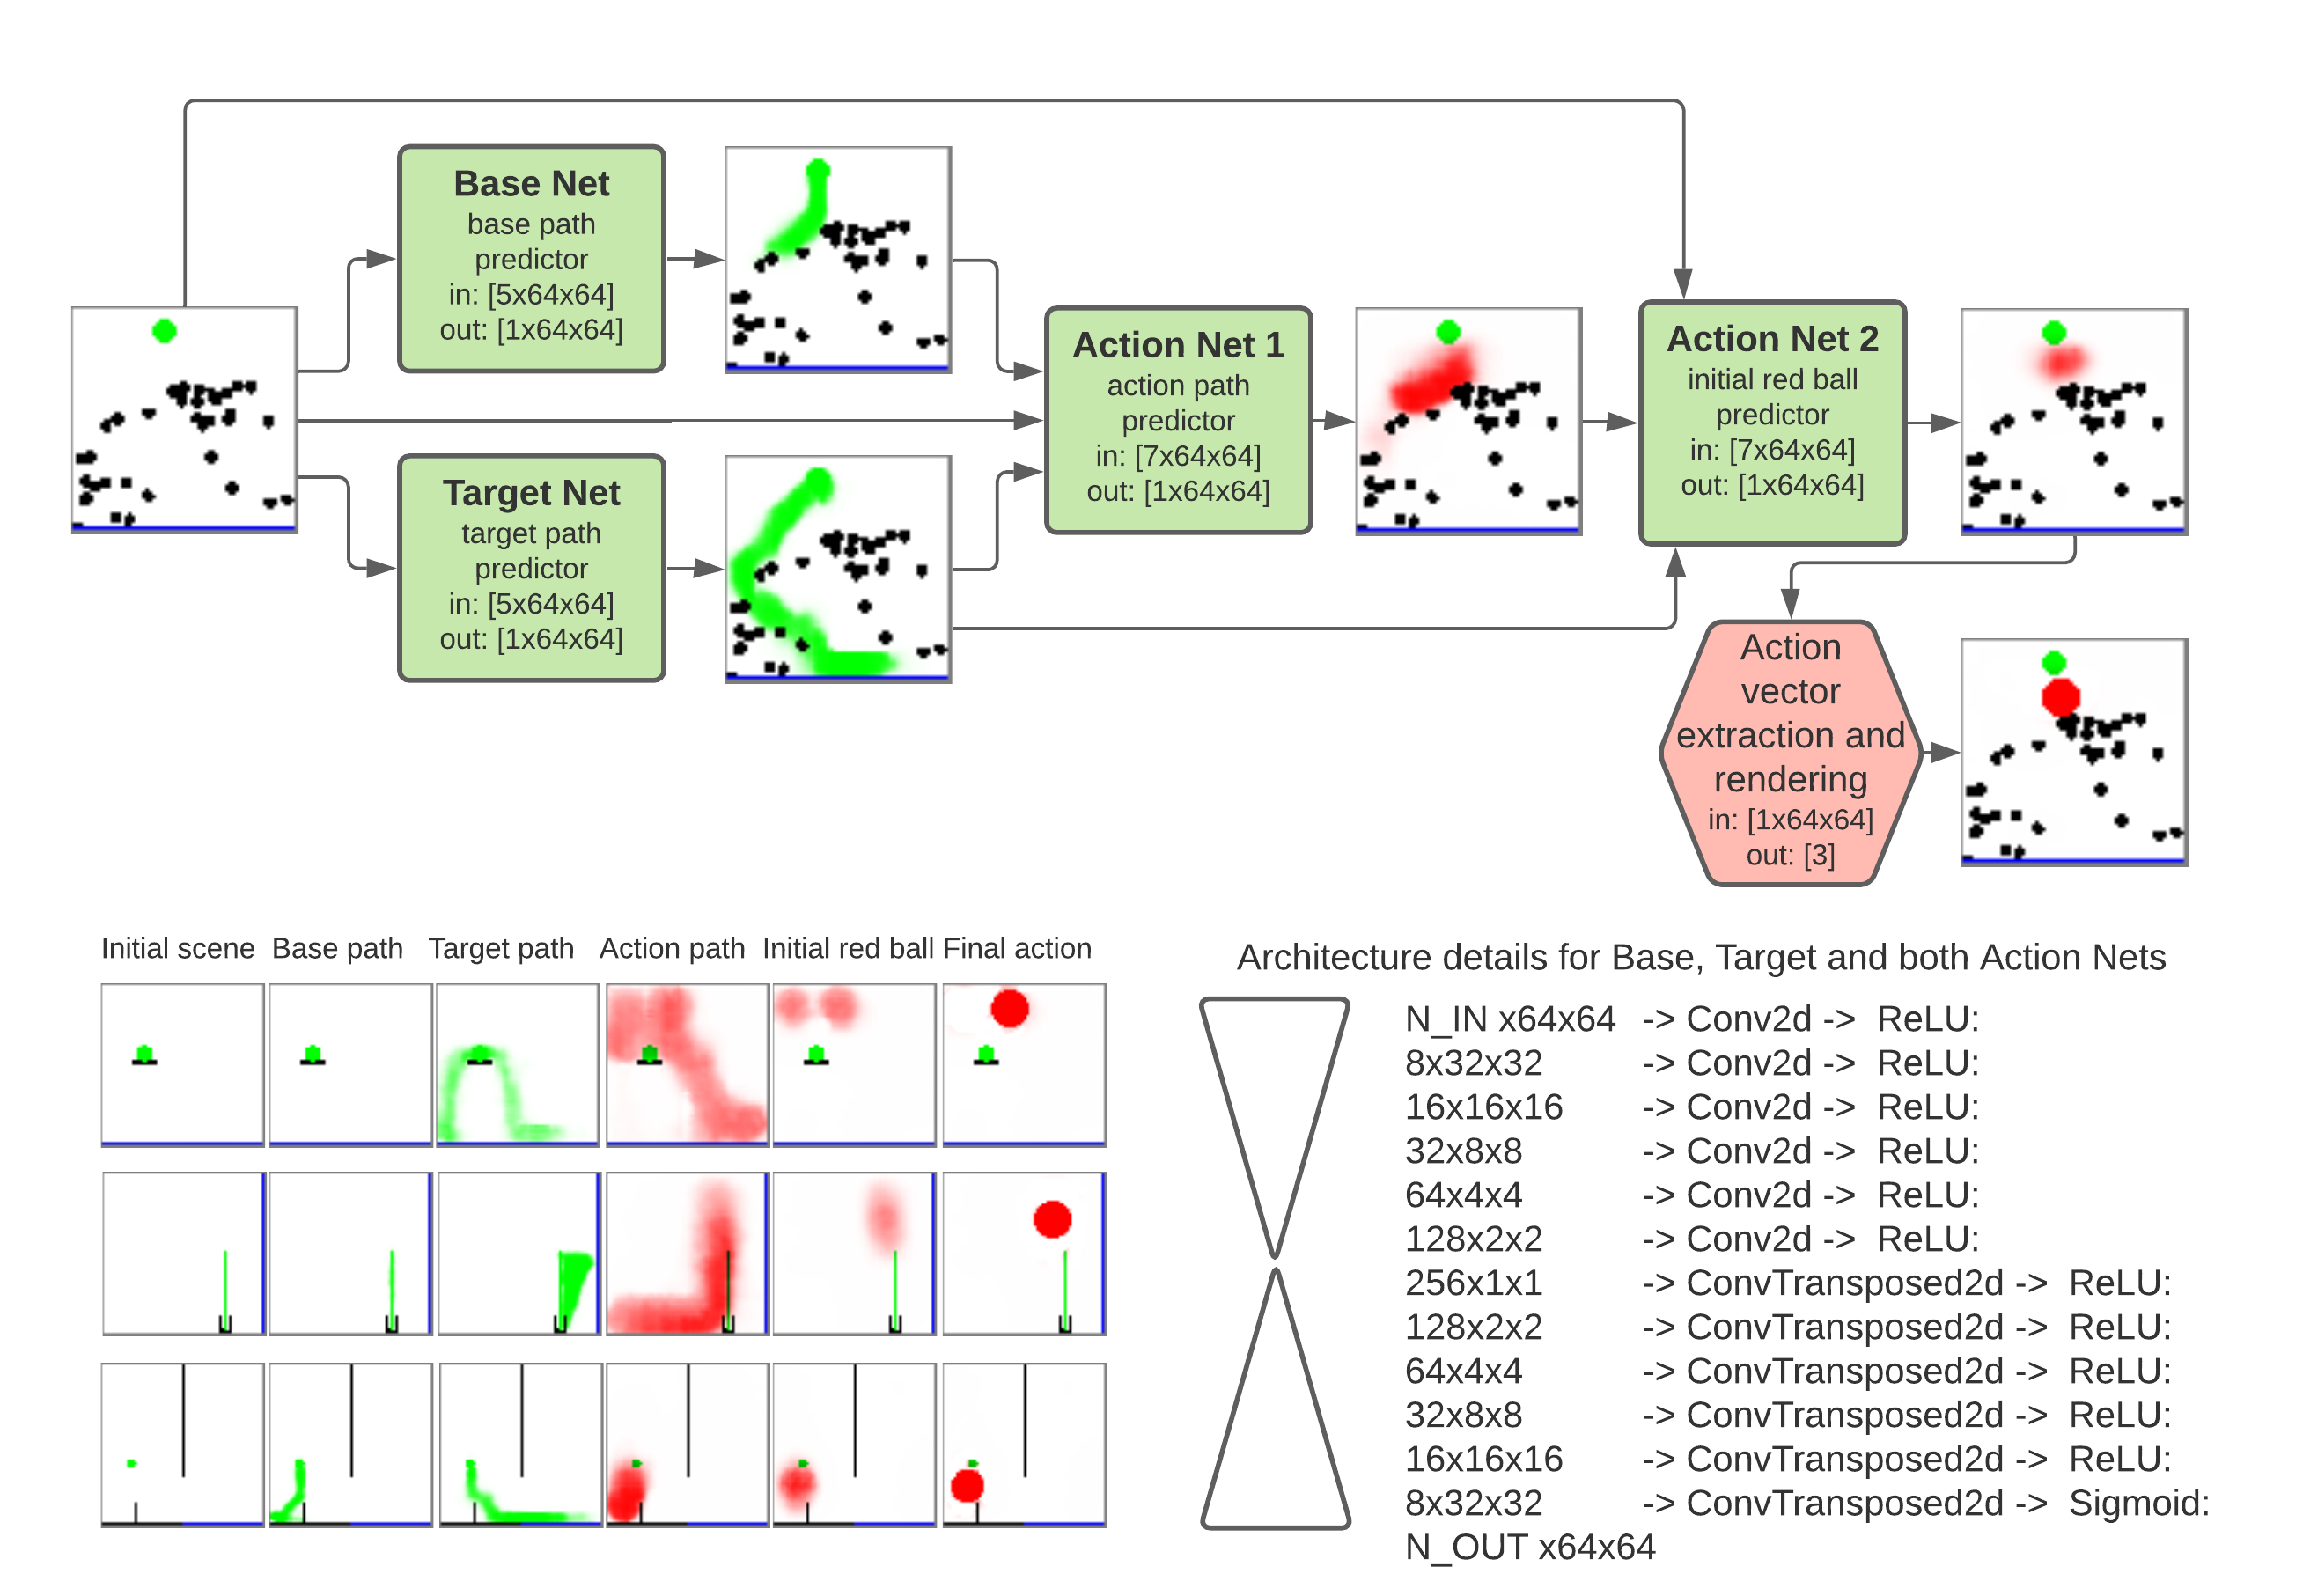 Base Net
base path
predictor
in: [5x64x64]
out: [1x64x64]
Target Net
target path
predictor
in: [5x64x64]
out: [1x64x64]
Action Net 1
action path
predictor
in: [7x64x64]
out: [1x64x64]
Action Net 2
initial red ball
predictor
in: [7x64x64]
out: [1x64x64]
Action
vector
extraction and
rendering
in: [1x64x64]
out: [3]
Initial scene Base path Target path Action path Initial red ball Final action
Architecture details for Base, Target and both Action Nets
N_IN x64x64 -> Conv2d -> ReLU:
8x32x32 -> Conv2d -> ReLU:
16x16x16 -> Conv2d -> ReLU:
32x8x8 -> Conv2d -> ReLU:
64x4x4 -> Conv2d -> ReLU:
128x2x2 -> Conv2d -> ReLU:
256x1x1 -> ConvTransposed2d -> ReLU:
128x2x2 -> ConvTransposed2d -> ReLU:
64x4x4 -> ConvTransposed2d -> ReLU:
32x8x8 -> ConvTransposed2d -> ReLU:
16x16x16 -> ConvTransposed2d -> ReLU:
8x32x32 -> ConvTransposed2d -> Sigmoid:
N_OUT x64x64